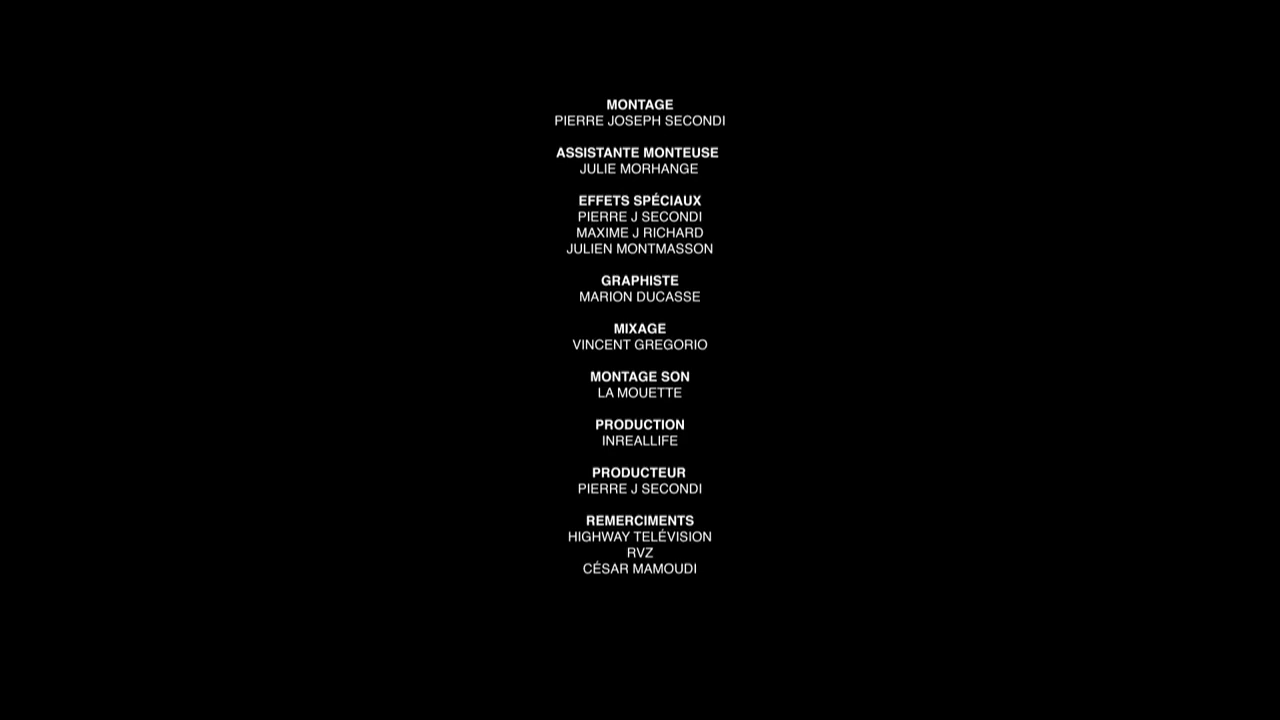 MONTAGE
PIERRE JOSEPH SECONDI
ASSISTANTE MONTEUSE
JULIE MORHANGE
EFFETS SPÉCIAUX
PIERRE J SECONDI
MAXIME J RICHARD
JULIEN MONTMASSON
GRAPHISTE
MARION DUCASSE
MIXAGE
VINCENT GREGORIO
MONTAGE SON
LA MOUETTE
PRODUCTION
INREALLIFE
PRODUCTEUR
PIERRE J SECONDI
REMERCIMENTS
HIGHWAY TELÉVISION
RVZ
CÉSAR MAMOUDI